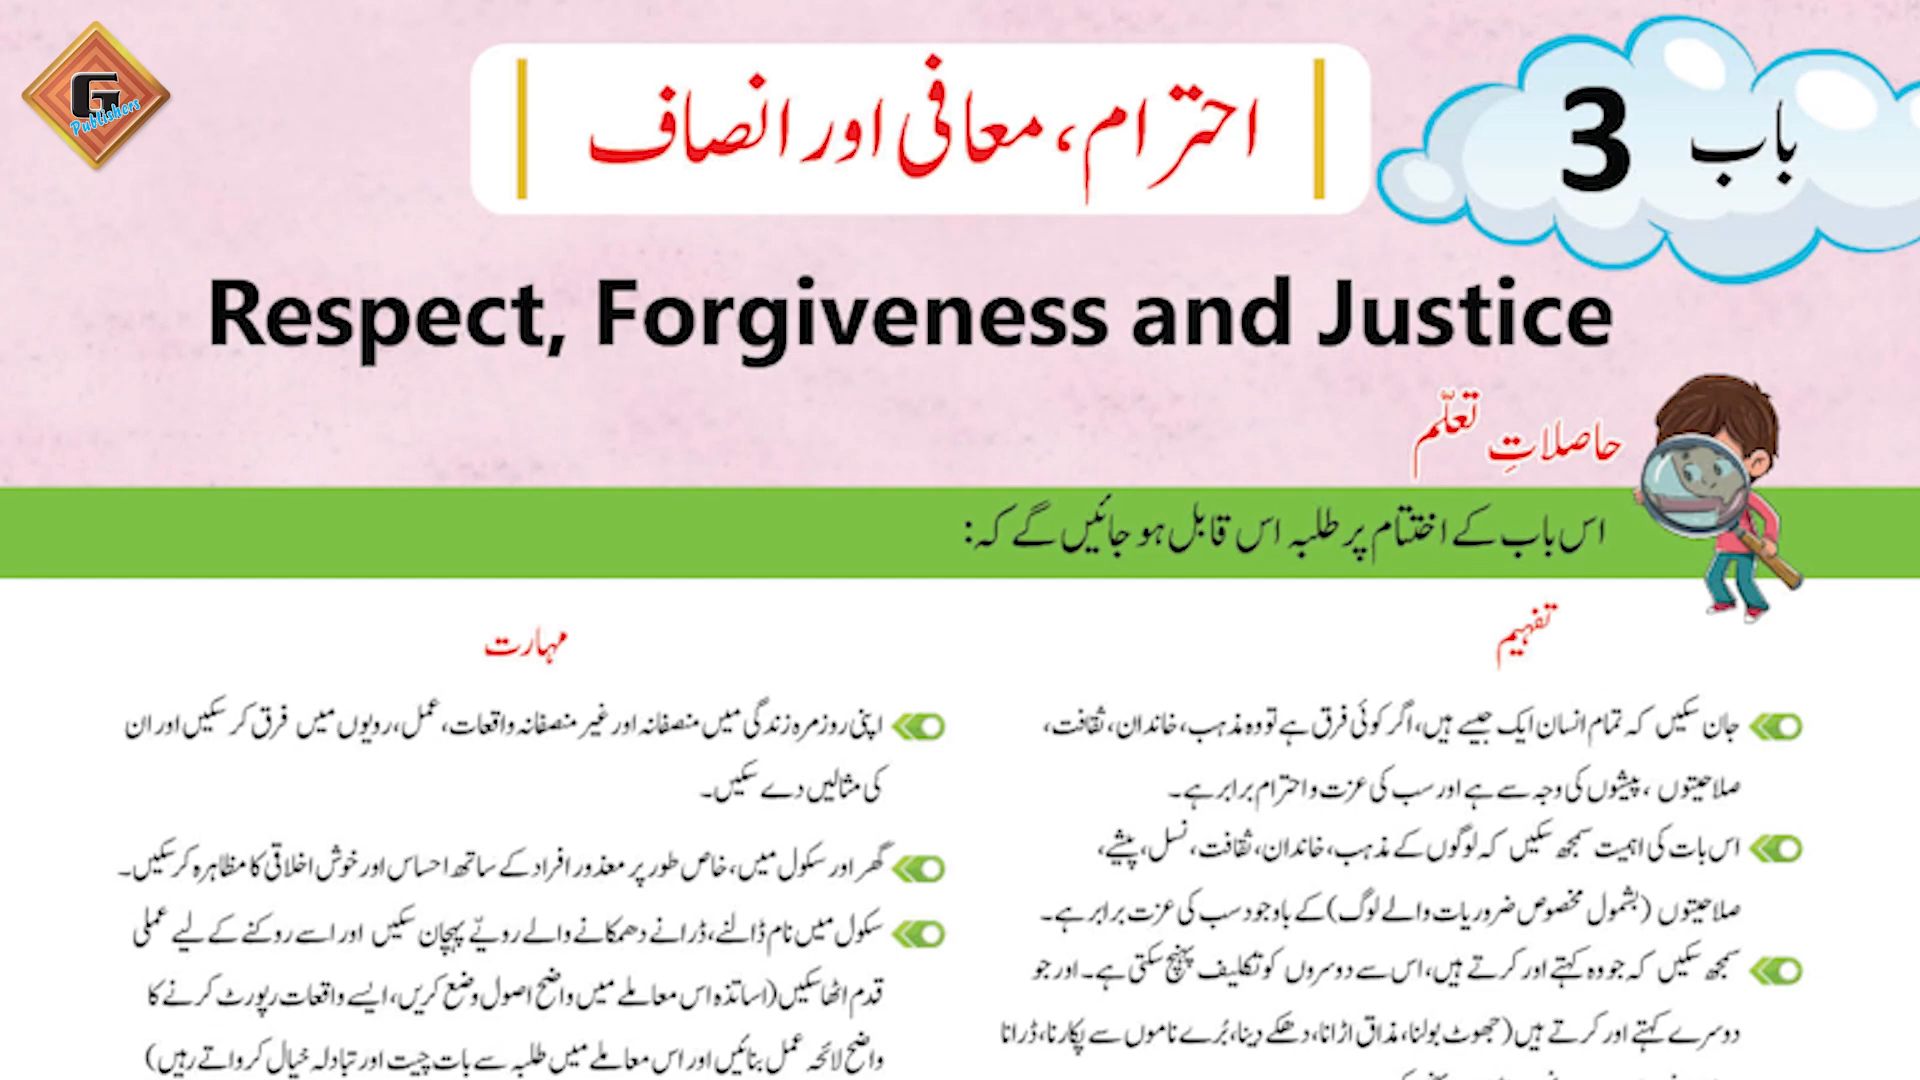 G
Publishers
باب 3
احترام، معافی اور انصاف
Respect, Forgiveness and Justice
حاصلاتِ تعلّم
اس باب کے اختتام پر طلبہ اس قابل ہو جائیں گے کہ:
تفہیم
جان سکیں کہ تمام انسان ایک جیسے ہیں، اگر کوئی فرق ہے تو وہ مذہب، خاندان، ثقافت،
صلاحیتوں، پیشوں کی وجہ سے ہے اور سب کی عزت و احترام برابر ہے۔
اس بات کی اہمیت سمجھ سکیں کہ لوگوں کے مذہب، خاندان، ثقافت، نسل، پیشے،
صلاحیتوں (بشمول مخصوص ضروریات والے لوگ) کے باوجود سب کی عزت برابر ہے۔
سمجھ سکیں کہ جو وہ کہتے اور کرتے ہیں، اس سے دوسروں کو تکلیف پہنچ سکتی ہے۔ اور جو
دوسرے کہتے اور کرتے ہیں (جھوٹ بولنا، مذاق اڑانا، دھکے دینا، بُرے ناموں سے پکارنا، ڈرانا
مہارت
اپنی روزمرہ زندگی میں منصفانہ اور غیر منصفانہ واقعات، عمل، رویوں میں فرق کر سکیں اور ان
کی مثالیں دے سکیں۔
گھر اور سکول میں، خاص طور پر معذور افراد کے ساتھ احساس اور خوش اخلاقی کا مظاہرہ کر سکیں۔
سکول میں نام ڈالنے، ڈرانے دھمکانے والے رویّے پہچان سکیں اور اسے روکنے کے لیے عملی
قدم اٹھا سکیں (اساتذہ اس معاملے میں واضح اصول وضع کریں، ایسے واقعات رپورٹ کرنے کا
واضح لائحہ عمل بنائیں اور اس معاملے میں طلبہ سے بات چیت اور تبادلہ خیال کرواتے رہیں)